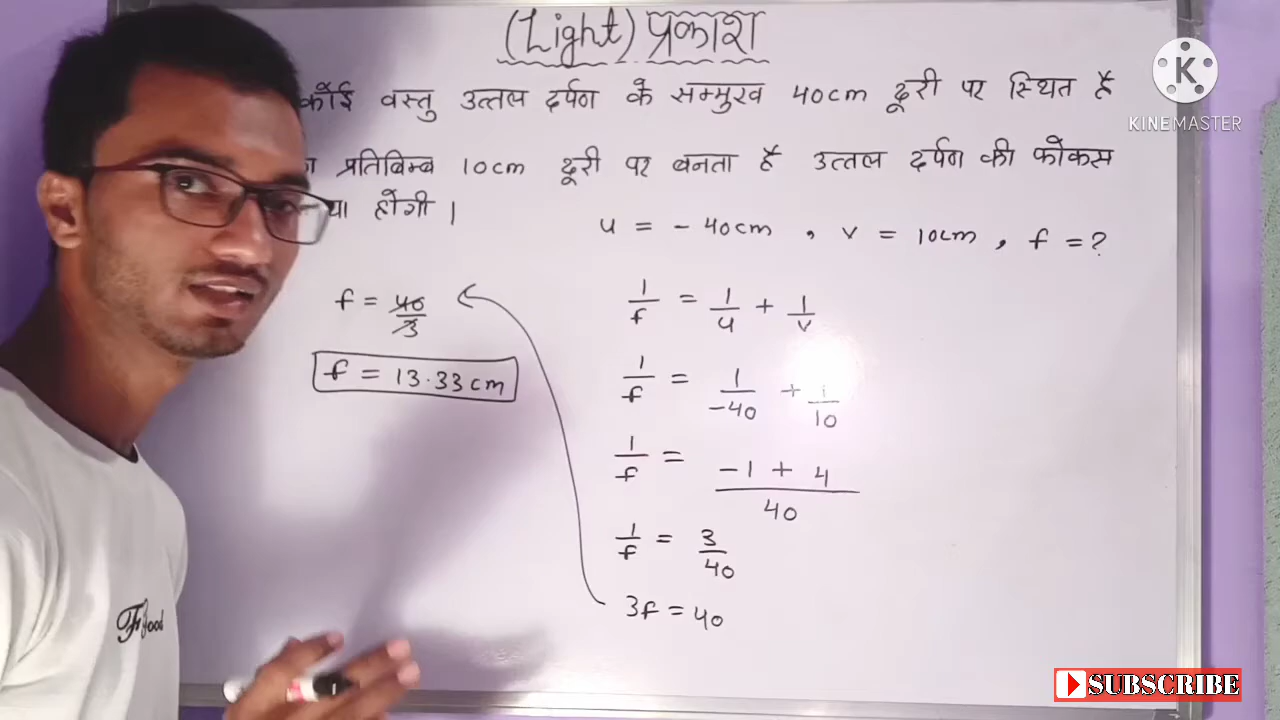 (Light) प्रकाश
कोई वस्तु उत्तल दर्पण के सम्मुख 40cm दूरी पर स्थित है
प्रतिबिम्ब 10cm दूरी पर बनता है उत्तल दर्पण की फोकस
होगी |
u = - 40cm , v = 10cm , f = ?
1/f = 1/u + 1/v
1/f = 1/-40 + 1/10
1/f = -1 + 4/40
1/f = 3/40
3f = 40
f = 40/3
f = 13.33cm
K
KINEMASTER
Food
SUBSCRIBE